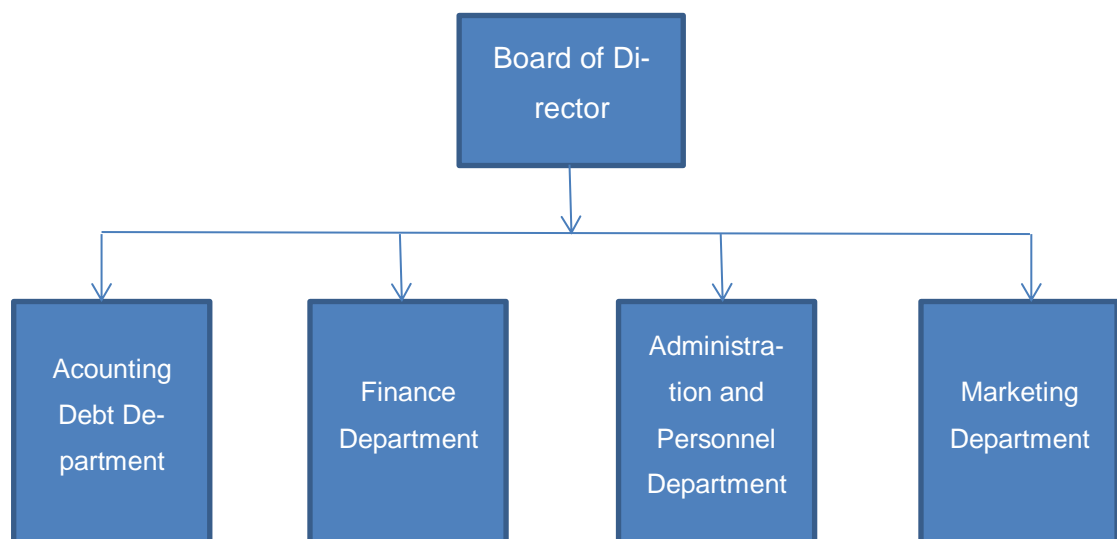 Board of Di-
rector
Acounting
Debt De-
partment
Finance
Department
Administra-
tion and
Personnel
Department
Marketing
Department